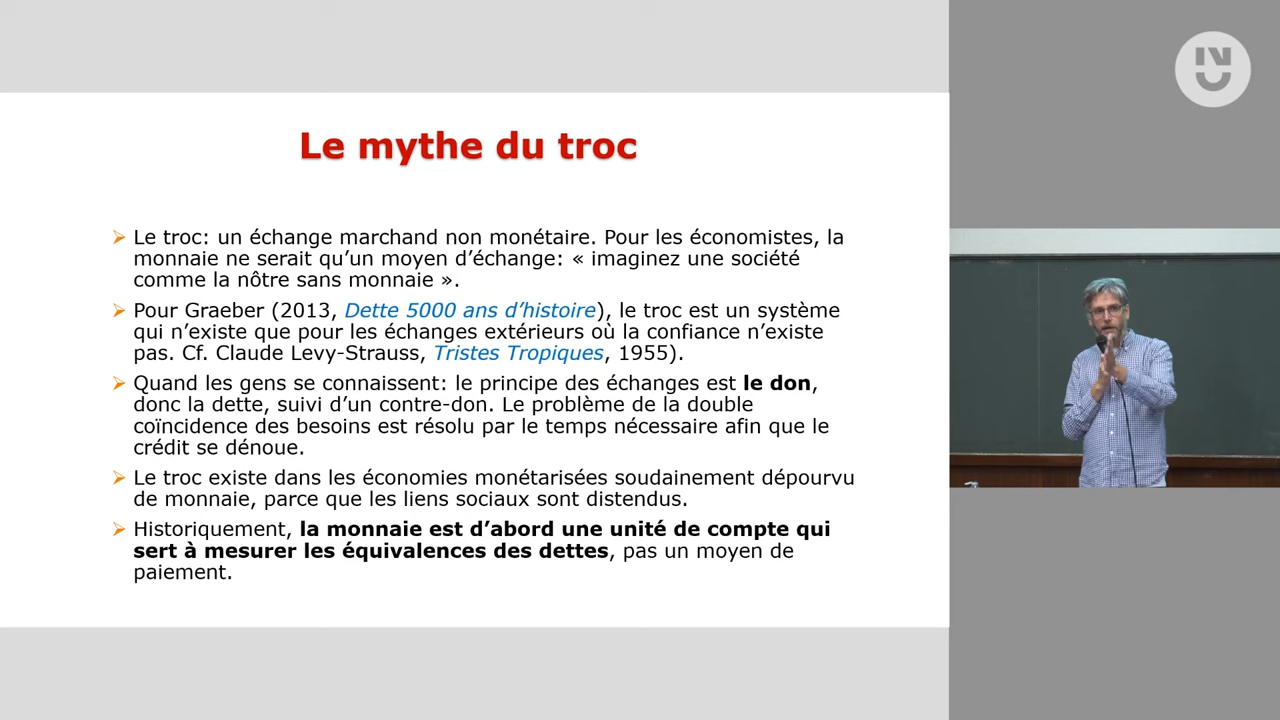 Le mythe du troc
➢ Le troc: un échange marchand non monétaire. Pour les économistes, la
monnaie ne serait qu’un moyen d’échange: « imaginez une société
comme la nôtre sans monnaie ».
➢ Pour Graeber (2013, Dette 5000 ans d’histoire), le troc est un système
qui n’existe que pour les échanges extérieurs où la confiance n’existe
pas. Cf. Claude Levy-Strauss, Tristes Tropiques, 1955).
➢ Quand les gens se connaissent: le principe des échanges est le don,
donc la dette, suivi d’un contre-don. Le problème de la double
coïncidence des besoins est résolu par le temps nécessaire afin que le
crédit se dénoue.
➢ Le troc existe dans les économies monétarisées soudainement dépourvu
de monnaie, parce que les liens sociaux sont distendus.
➢ Historiquement, la monnaie est d’abord une unité de compte qui
sert à mesurer les équivalences des dettes, pas un moyen de
paiement.